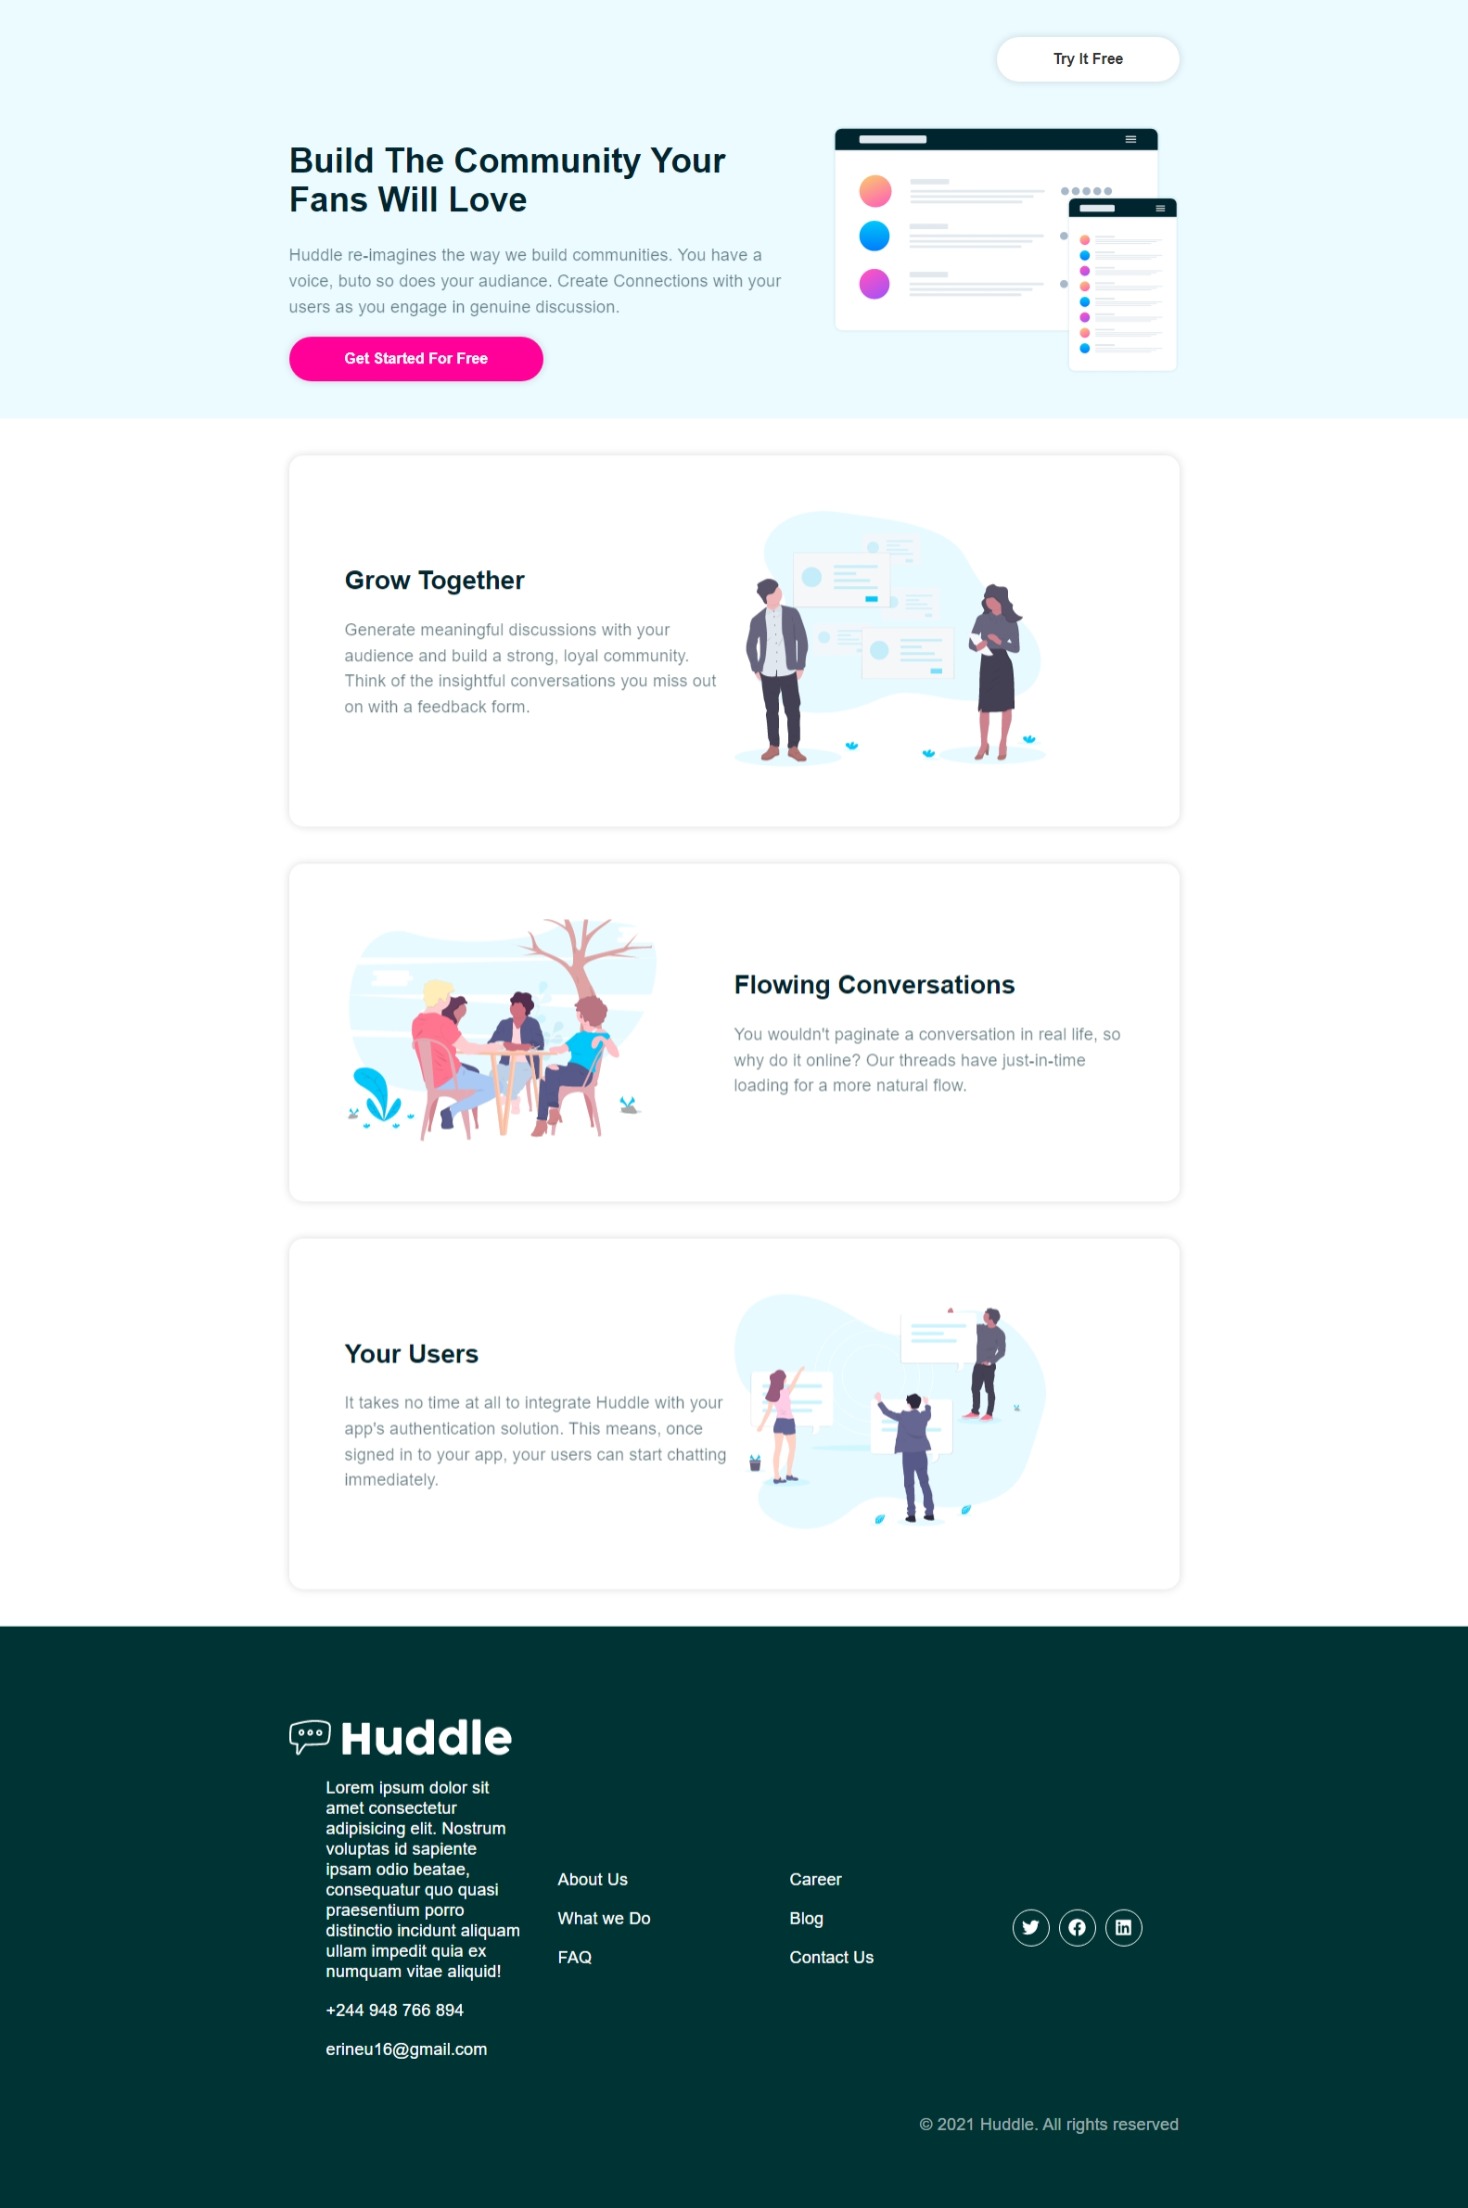 Try It Free
Build The Community Your
Fans Will Love
Huddle re-imagines the way we build communities. You have a
voice, buto so does your audiance. Create Connections with your
users as you engage in genuine discussion.
Get Started For Free
Grow Together
Generate meaningful discussions with your
audience and build a strong, loyal community.
Think of the insightful conversations you miss out
on with a feedback form.
Flowing Conversations
You wouldn't paginate a conversation in real life, so
why do it online? Our threads have just-in-time
loading for a more natural flow.
Your Users
It takes no time at all to integrate Huddle with your
app's authentication solution. This means, once
signed in to your app, your users can start chatting
immediately.
Huddle
Lorem ipsum dolor sit
amet consectetur
adipisicing elit. Nostrum
voluptas id sapiente
ipsam odio beatae,
consequatur quo quasi
praesentium porro
distinctio incidunt aliquam
ullam impedit quia ex
numquam vitae aliquid!
+244 948 766 894
erineu16@gmail.com
About Us
What we Do
FAQ
Career
Blog
Contact Us
© 2021 Huddle. All rights reserved